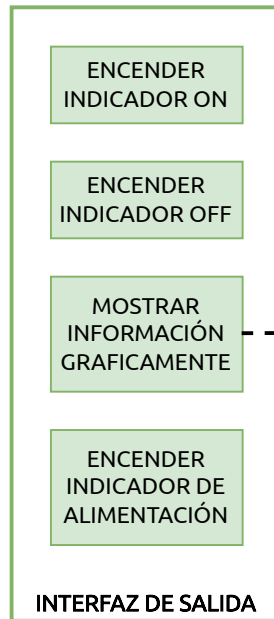 ENCENDER
INDICADOR ON
ENCENDER
INDICADOR OFF
MOSTRAR
INFORMACIÓN
GRAFICAMENTE
ENCENDER
INDICADOR DE
ALIMENTACIÓN
INTERFAZ DE SALIDA